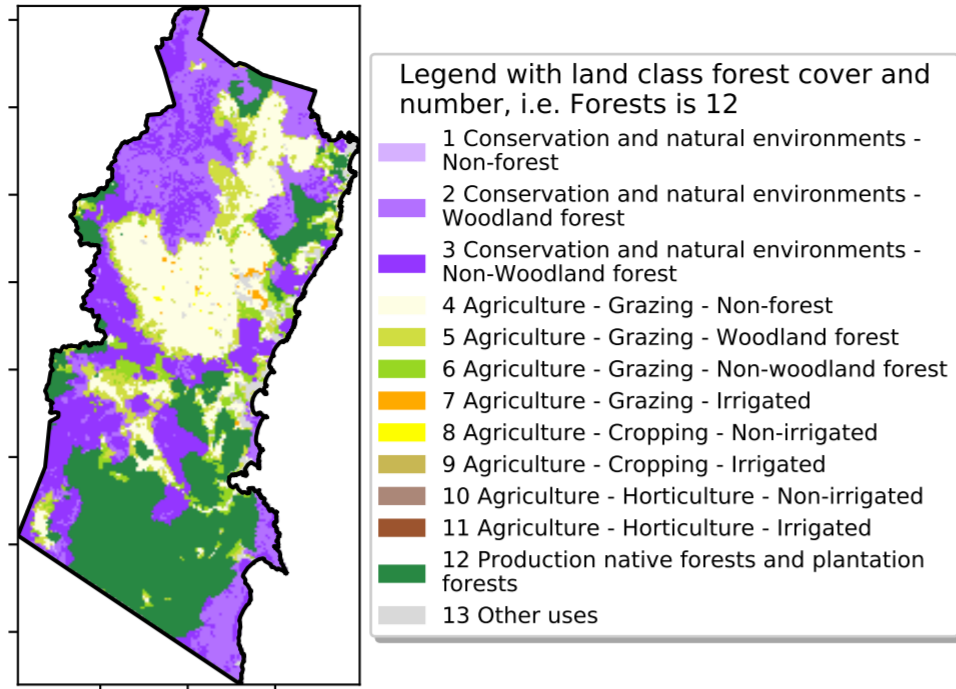 Legend with land class forest cover and
number, i.e. Forests is 12
1 Conservation and natural environments -
Non-forest
2 Conservation and natural environments -
Woodland forest
3 Conservation and natural environments -
Non-Woodland forest
4 Agriculture - Grazing - Non-forest
5 Agriculture - Grazing - Woodland forest
6 Agriculture - Grazing - Non-woodland forest
7 Agriculture - Grazing - Irrigated
8 Agriculture - Cropping - Non-irrigated
9 Agriculture - Cropping - Irrigated
10 Agriculture - Horticulture - Non-irrigated
11 Agriculture - Horticulture - Irrigated
12 Production native forests and plantation
forests
13 Other uses